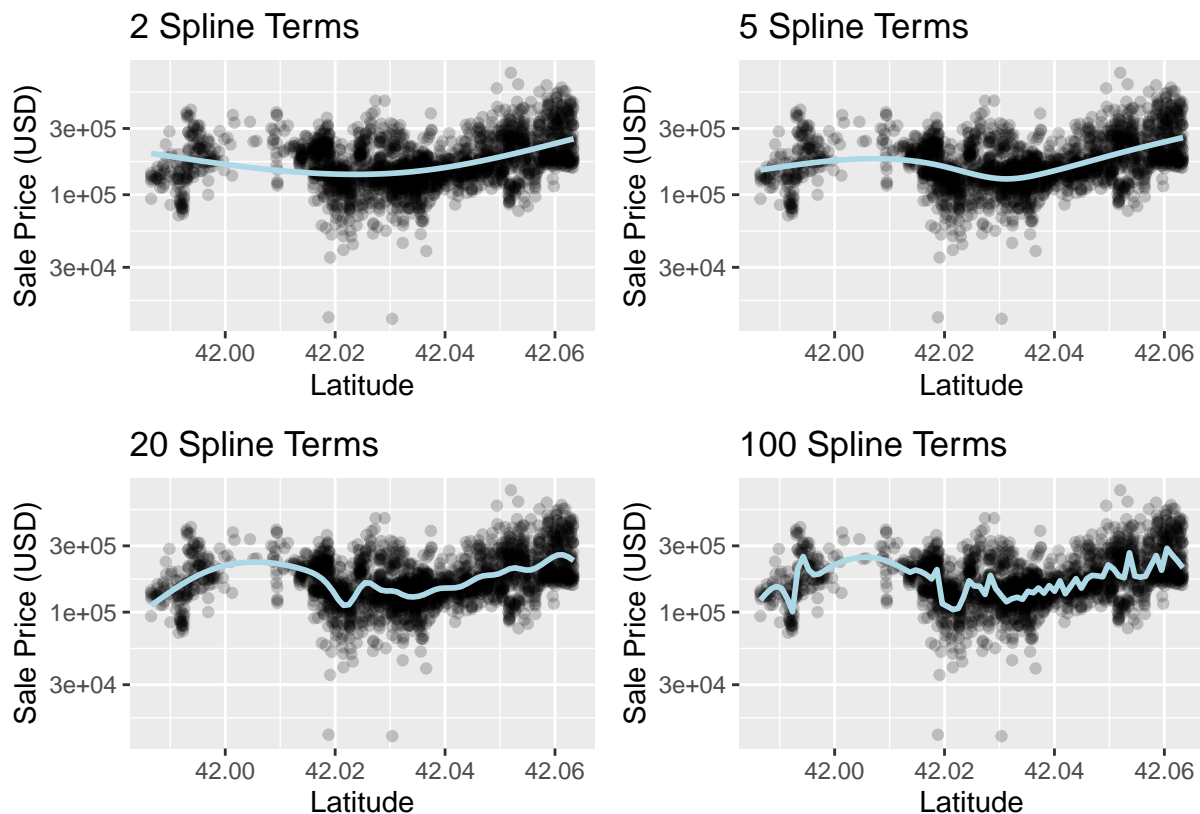 2 Spline Terms
Sale Price (USD)
3e+05
1e+05
3e+04
42.00 42.02 42.04 42.06
Latitude
5 Spline Terms
Sale Price (USD)
3e+05
1e+05
3e+04
42.00 42.02 42.04 42.06
Latitude
20 Spline Terms
Sale Price (USD)
3e+05
1e+05
3e+04
42.00 42.02 42.04 42.06
Latitude
100 Spline Terms
Sale Price (USD)
3e+05
1e+05
3e+04
42.00 42.02 42.04 42.06
Latitude